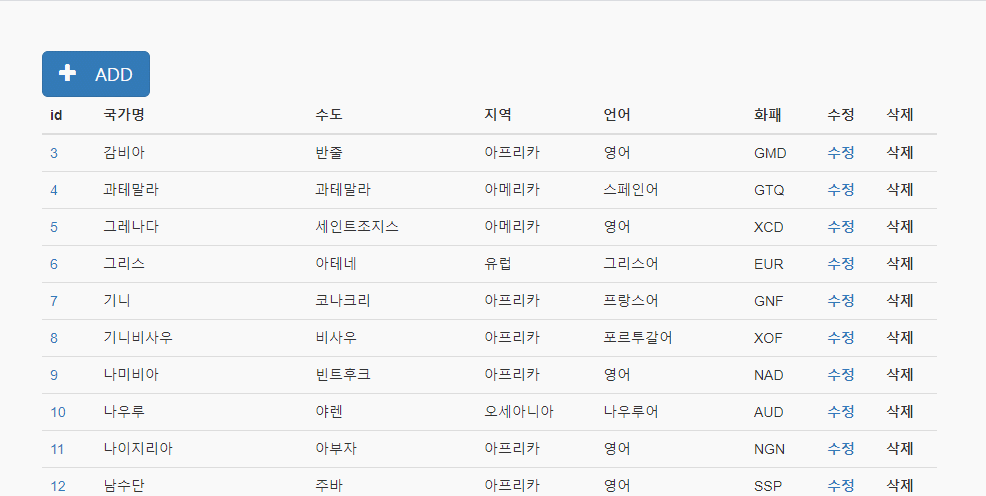 ADD
id 국가명 수도 지역 언어 화패 수정 삭제
3 감비아 반줄 아프리카 영어 GMD 수정 삭제
4 과테말라 과테말라 아메리카 스페인어 GTQ 수정 삭제
5 그레나다 세인트조지스 아메리카 영어 XCD 수정 삭제
6 그리스 아테네 유럽 그리스어 EUR 수정 삭제
7 기니 코나크리 아프리카 프랑스어 GNF 수정 삭제
8 기니비사우 비사우 아프리카 포르투갈어 XOF 수정 삭제
9 나미비아 빈트후크 아프리카 영어 NAD 수정 삭제
10 나우루 야렌 오세아니아 나우루어 AUD 수정 삭제
11 나이지리아 아부자 아프리카 영어 NGN 수정 삭제
12 남수단 주바 아프리카 영어 SSP 수정 삭제